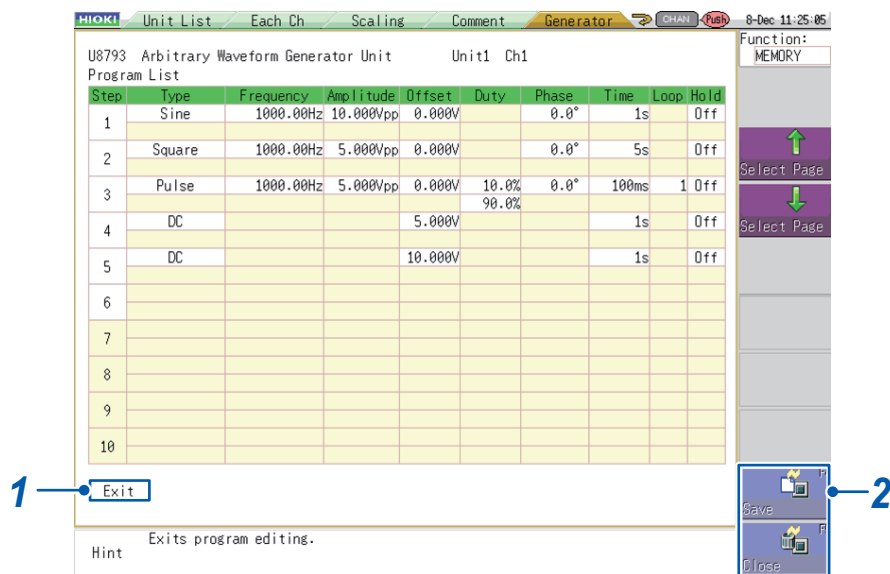 HIOKI Unit List Each Ch Scaling Comment Generator CHAN Push 8-Dec 11:25:05
Function:
MEMORY
U8793 Arbitrary Waveform Generator Unit Unit1 Ch1
Program List
Step Type Frequency Amplitude Offset Duty Phase Time Loop Hold
1 Sine 1000.00Hz 10.000Vpp 0.000V 0.0° 1s Off
2 Square 1000.00Hz 5.000Vpp 0.000V 0.0° 5s Off
3 Pulse 1000.00Hz 5.000Vpp 0.000V 10.0% 0.0° 100ms 1 Off
90.0%
4 DC 5.000V 1s Off
5 DC 10.000V 1s Off
6
7
8
9
10
Select Page
Select Page
1 Exit
2
Save
Close
Hint Exits program editing.